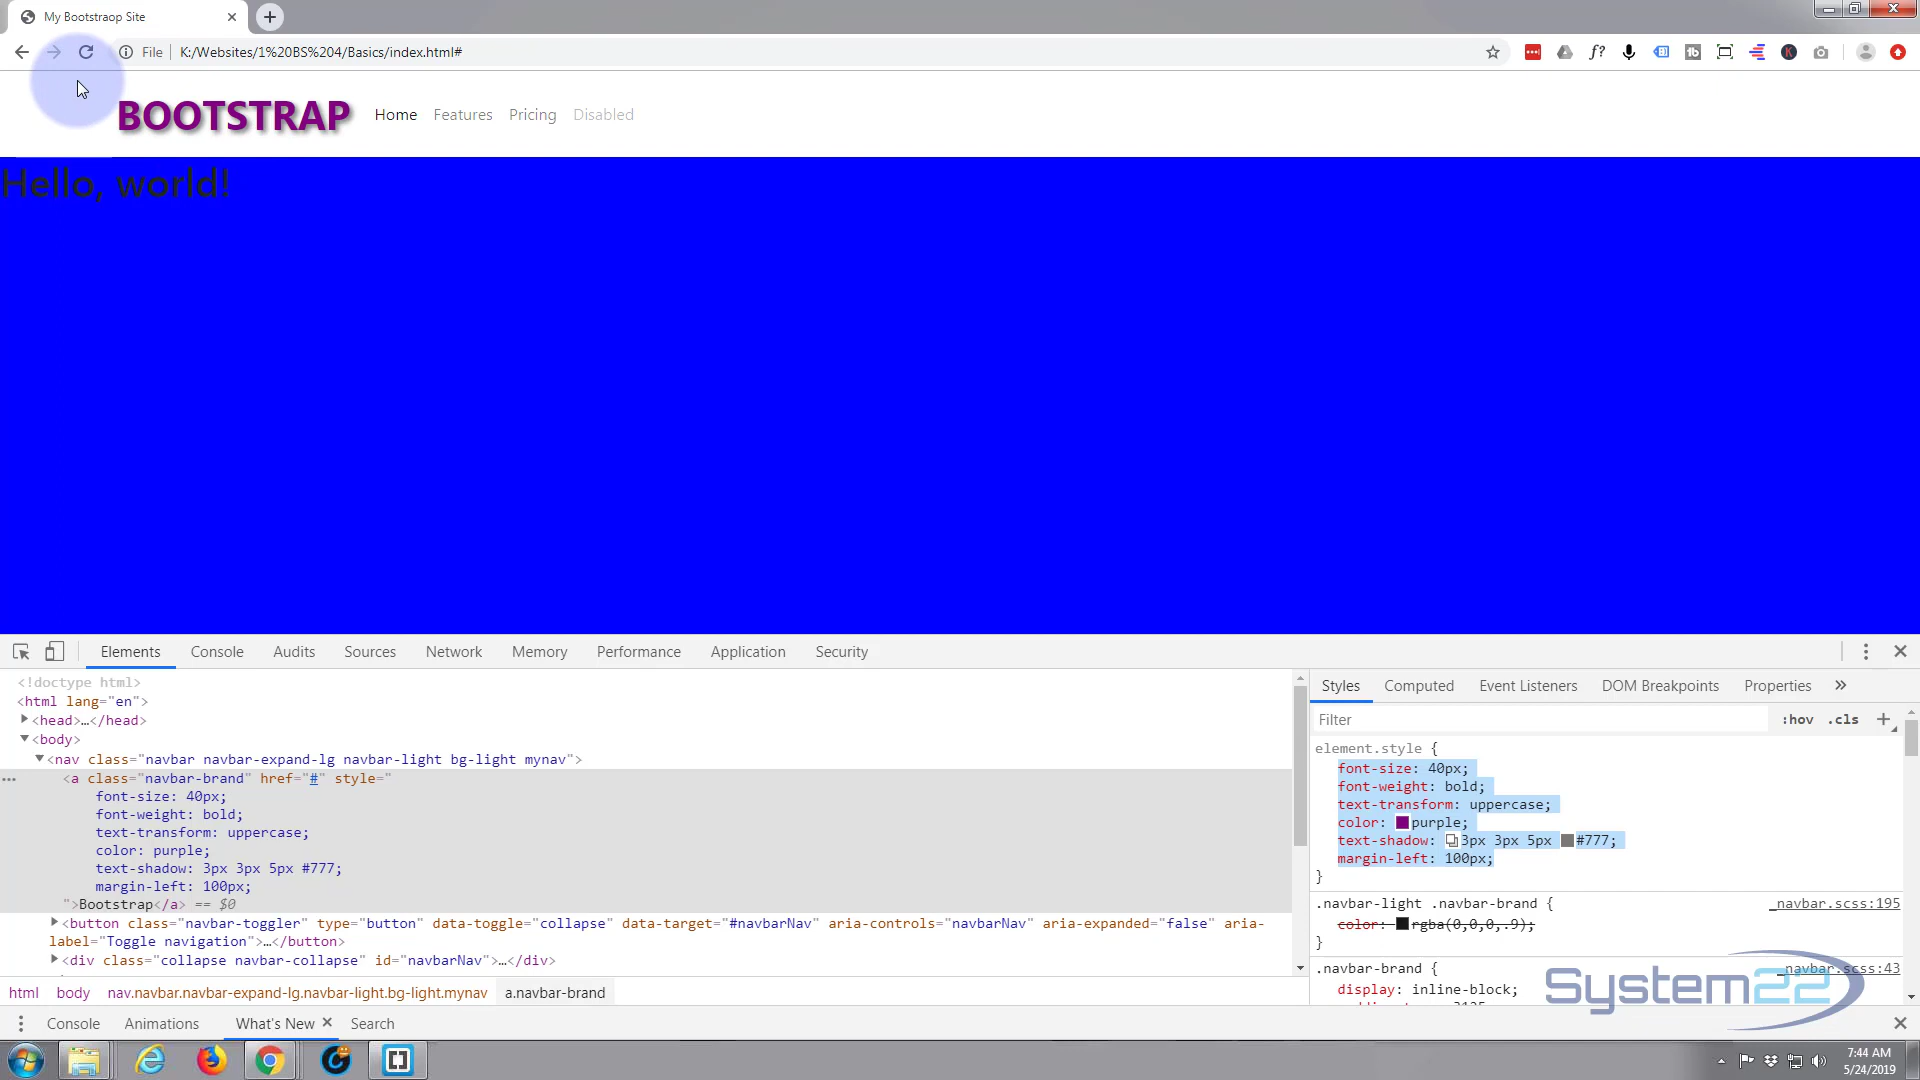 My Bootstraop Site
File K:/Websites/1%20BS%204/Basics/index.html#
BOOTSTRAP Home Features Pricing Disabled
Hello, world!
Elements Console Audits Sources Network Memory Performance Application Security
<!doctype html>
<html lang="en">
<head>…</head>
<body>
<nav class="navbar navbar-expand-lg navbar-light bg-light mynav">
<a class="navbar-brand" href="#" style="
font-size: 40px;
font-weight: bold;
text-transform: uppercase;
color: purple;
text-shadow: 3px 3px 5px #777;
margin-left: 100px;
">Bootstrap</a> == $0
<button class="navbar-toggler" type="button" data-toggle="collapse" data-target="#navbarNav" aria-controls="navbarNav" aria-expanded="false" aria-
label="Toggle navigation">…</button>
<div class="collapse navbar-collapse" id="navbarNav">…</div>
html body nav.navbar.navbar-expand-lg.navbar-light.bg-light.mynav a.navbar-brand
Styles Computed Event Listeners DOM Breakpoints Properties »
Filter :hov .cls +
element.style {
font-size: 40px;
font-weight: bold;
text-transform: uppercase;
color: purple;
text-shadow: 3px 3px 5px #777;
margin-left: 100px;
}
.navbar-light .navbar-brand { _navbar.scss:195
color: rgba(0,0,0,.9);
}
.navbar-brand { _navbar.scss:43
display: inline-block;
System22
Console Animations What's New Search
7:44 AM
5/24/2019